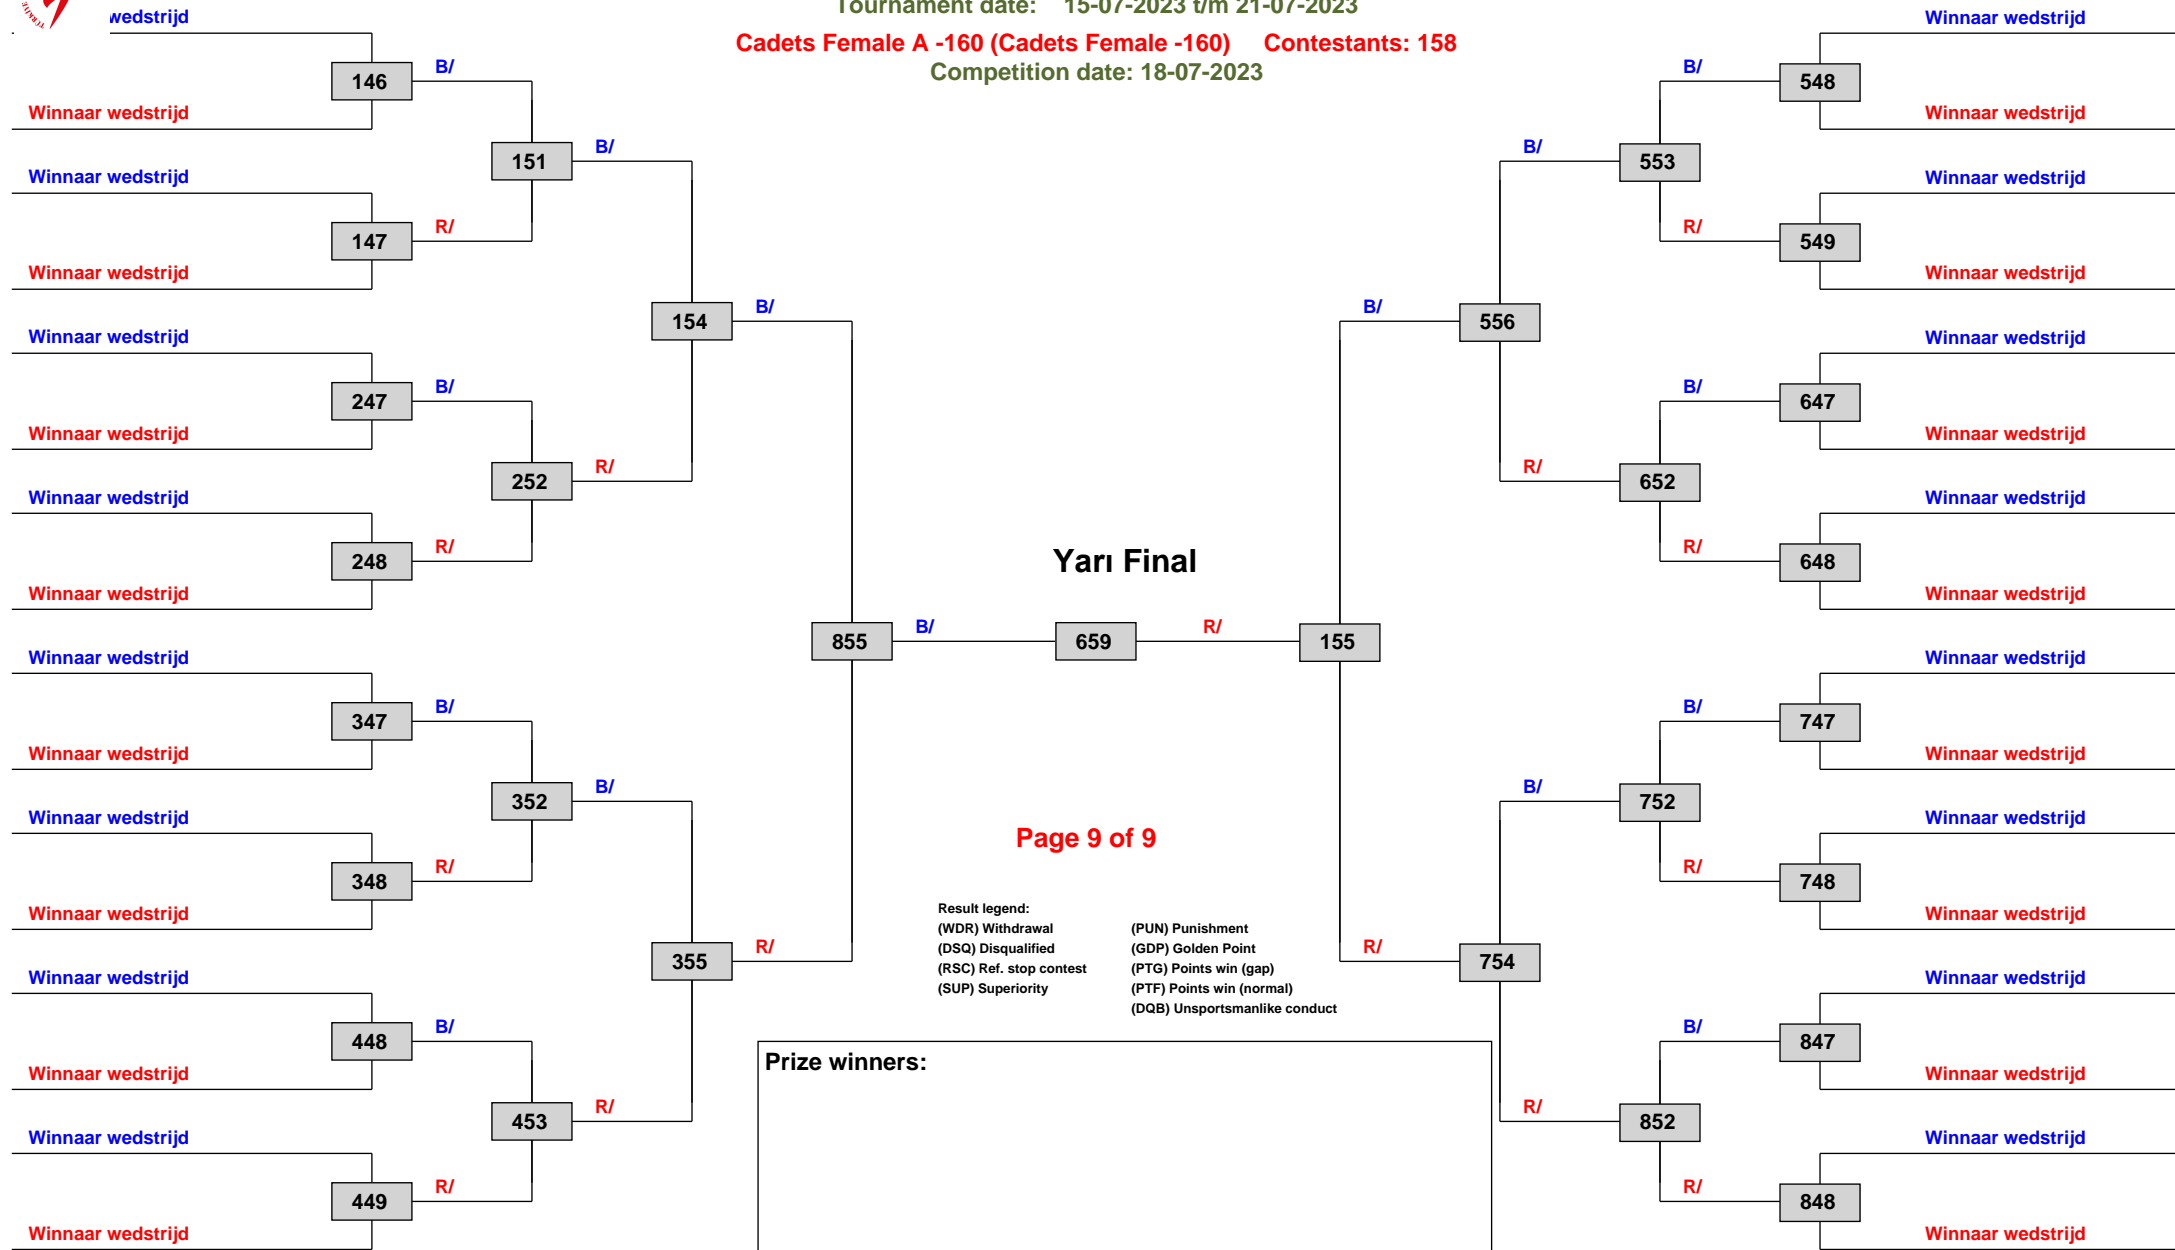 TÜRKİYE
wedstrijd
Tournament date: 15-07-2023 t/m 21-07-2023
Winnaar wedstrijd
Cadets Female A -160 (Cadets Female -160) Contestants: 158
B/
B/
Competition date: 18-07-2023
146
548
Winnaar wedstrijd
Winnaar wedstrijd
B/
B/
151
553
Winnaar wedstrijd
Winnaar wedstrijd
R/
R/
147
549
Winnaar wedstrijd
Winnaar wedstrijd
B/
B/
154
556
Winnaar wedstrijd
Winnaar wedstrijd
B/
B/
247
647
Winnaar wedstrijd
Winnaar wedstrijd
R/
R/
252
652
Winnaar wedstrijd
Winnaar wedstrijd
R/
R/
248
Yarı Final
648
Winnaar wedstrijd
Winnaar wedstrijd
B/
R/
855
659
155
Winnaar wedstrijd
Winnaar wedstrijd
B/
B/
347
747
Winnaar wedstrijd
Winnaar wedstrijd
B/
B/
352
752
Winnaar wedstrijd
Winnaar wedstrijd
Page 9 of 9
R/
R/
348
748
Winnaar wedstrijd
Winnaar wedstrijd
Result legend:
(WDR) Withdrawal (PUN) Punishment
(DSQ) Disqualified (GDP) Golden Point
(RSC) Ref. stop contest (PTG) Points win (gap)
(SUP) Superiority (PTF) Points win (normal)
(DQB) Unsportsmanlike conduct
R/
R/
355
754
Winnaar wedstrijd
Winnaar wedstrijd
B/
B/
448
847
Prize winners:
Winnaar wedstrijd
Winnaar wedstrijd
R/
R/
453
852
Winnaar wedstrijd
Winnaar wedstrijd
R/
R/
449
848
Winnaar wedstrijd
Winnaar wedstrijd